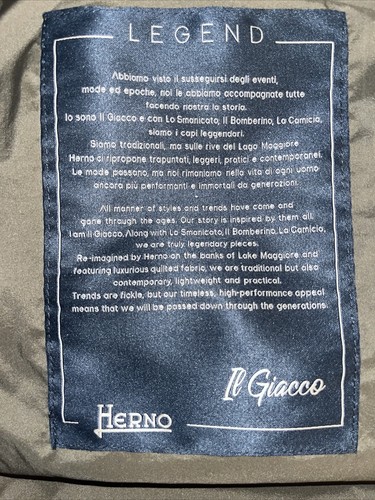 LEGEND
Abbiamo visto il susseguirsi degli eventi,
mode ed epoche, noi le abbiamo accompagnate tutte
facendo nostra la storia.
Io sono Il Giacco e con Lo Smanicato, Il Bomberino, La Camicia,
siamo i capi leggendari.
Siamo tradizionali, ma sulle rive del Lago Maggiore
Herno ci ripropone trapuntati, leggeri, pratici e contemporanei.
Le mode passano, ma noi rimaniamo nella vita di ogni uomo
ancora più performanti e immortali da generazioni.
All manner of styles and trends have come and
gone through the ages. Our story is inspired by them all.
I am Il Giacco. Along with Lo Smanicato, Il Bomberino, La Camicia,
we are truly legendary pieces.
Re-imagined by Herno on the banks of Lake Maggiore and
featuring luxurious quilted fabric, we are traditional but also
contemporary, lightweight and practical.
Trends are fickle, but our timeless, high-performance appeal
means that we will be passed down through the generations.
Il Giacco
HERNO